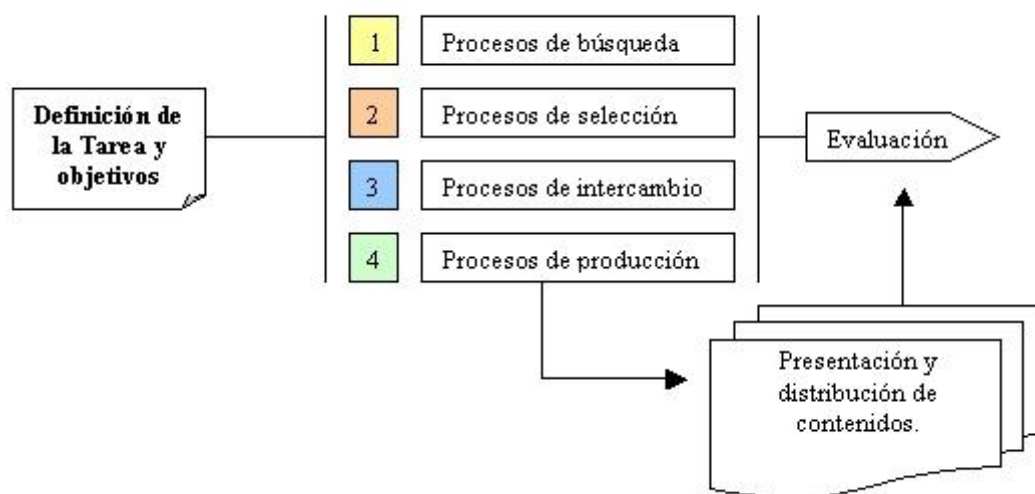 1 Procesos de búsqueda
Definición de
la Tarea y
objetivos
2 Procesos de selección
3 Procesos de intercambio
4 Procesos de producción
Evaluación
Presentación y
distribución de
contenidos.